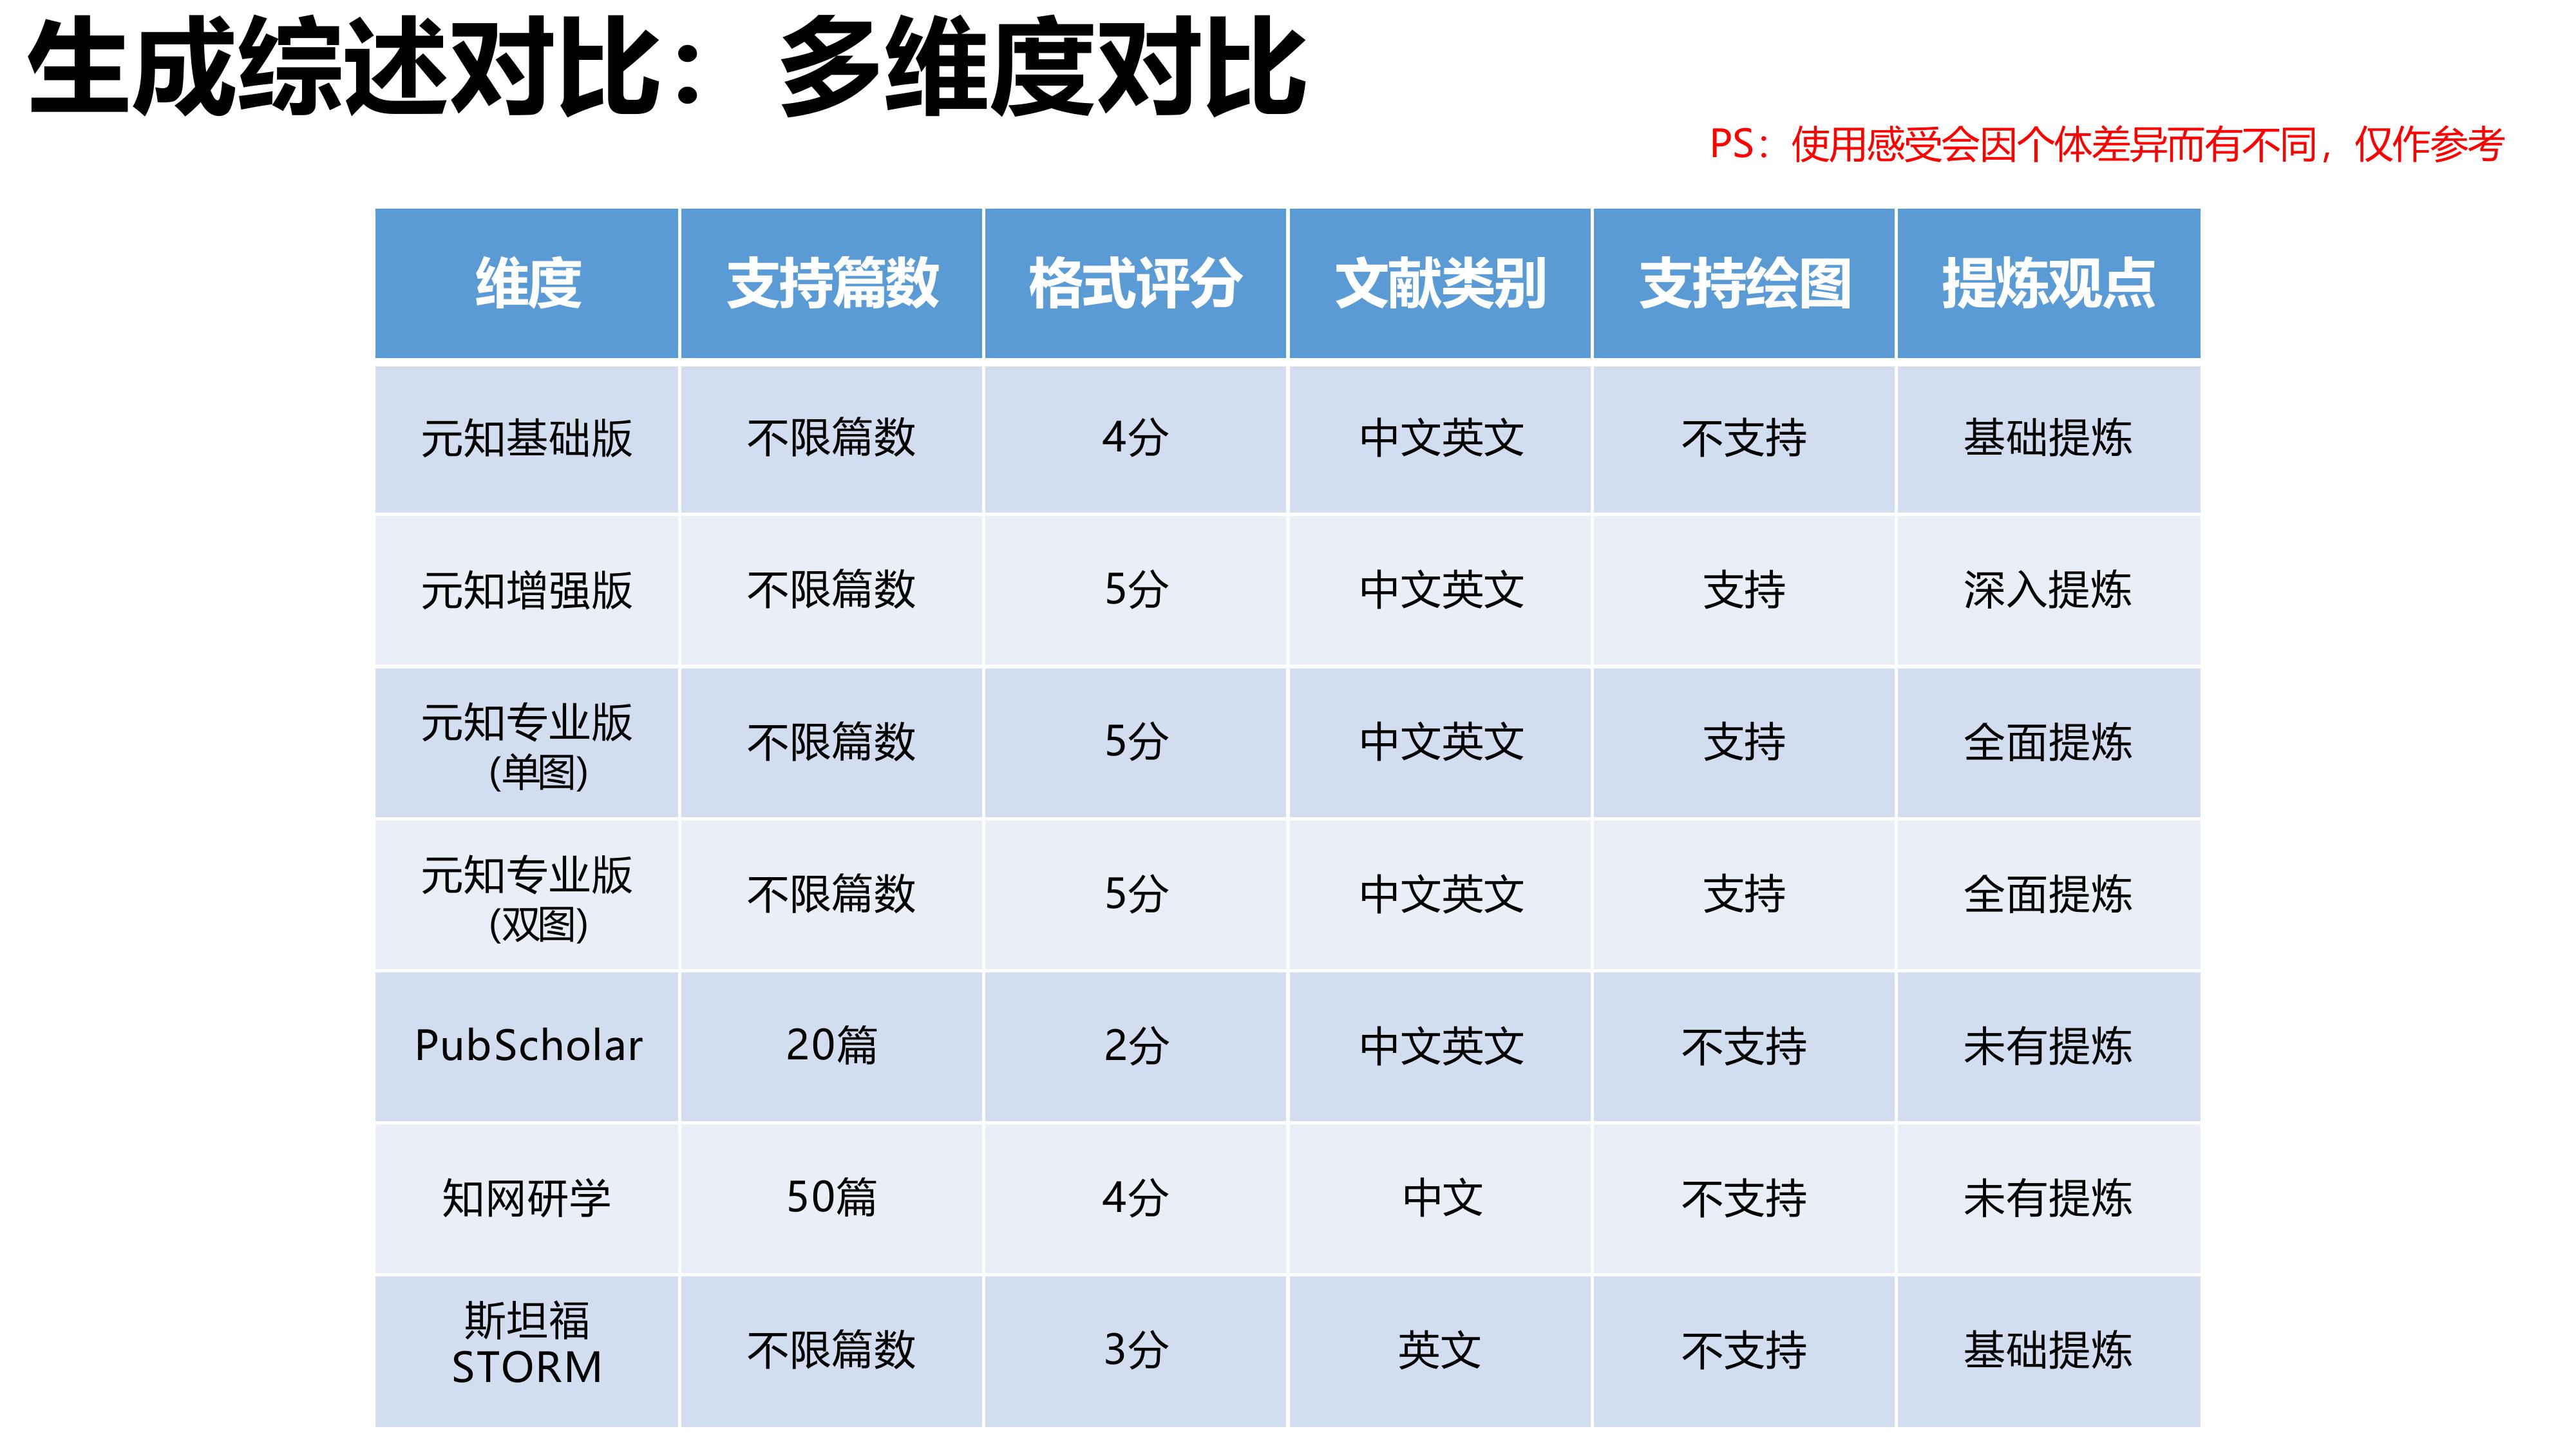 生成综述对比：多维度对比
PS：使用感受会因个体差异而有不同，仅作参考
维度 支持篇数 格式评分 文献类别 支持绘图 提炼观点
元知基础版 不限篇数 4分 中文英文 不支持 基础提炼
元知增强版 不限篇数 5分 中文英文 支持 深入提炼
元知专业版
(单图) 不限篇数 5分 中文英文 支持 全面提炼
元知专业版
(双图) 不限篇数 5分 中文英文 支持 全面提炼
PubScholar 20篇 2分 中文英文 不支持 未有提炼
知网研学 50篇 4分 中文 不支持 未有提炼
斯坦福
STORM 不限篇数 3分 英文 不支持 基础提炼